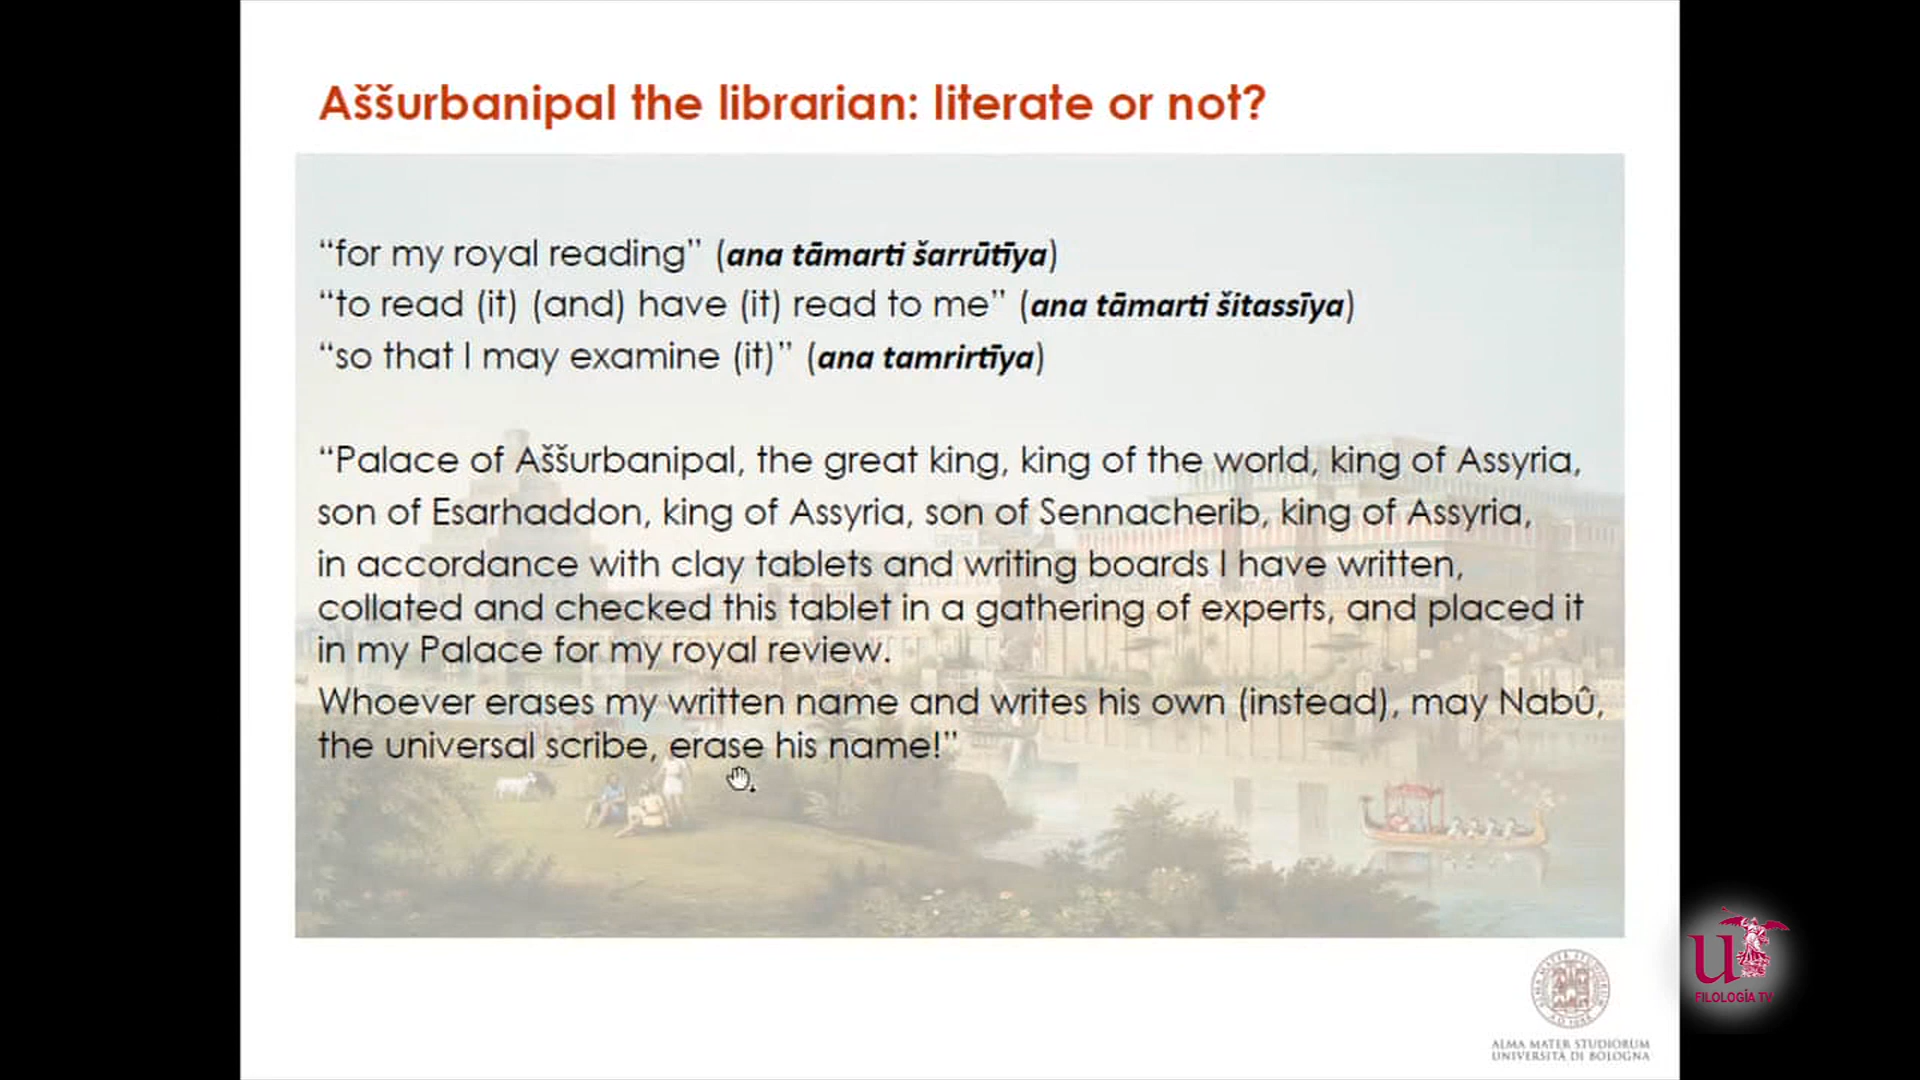 Aššurbanipal the librarian: literate or not?
“for my royal reading” (ana tāmarti šarrūtīya)
“to read (it) (and) have (it) read to me” (ana tāmarti šitassīya)
“so that I may examine (it)” (ana tamrirtīya)
“Palace of Aššurbanipal, the great king, king of the world, king of Assyria,
son of Esarhaddon, king of Assyria, son of Sennacherib, king of Assyria,
in accordance with clay tablets and writing boards I have written,
collated and checked this tablet in a gathering of experts, and placed it
in my Palace for my royal review.
Whoever erases my written name and writes his own (instead), may Nabû,
the universal scribe, erase his name!”
ALMA MATER STUDIORUM
UNIVERSITÀ DI BOLOGNA
u
FILOLOGÍA TV